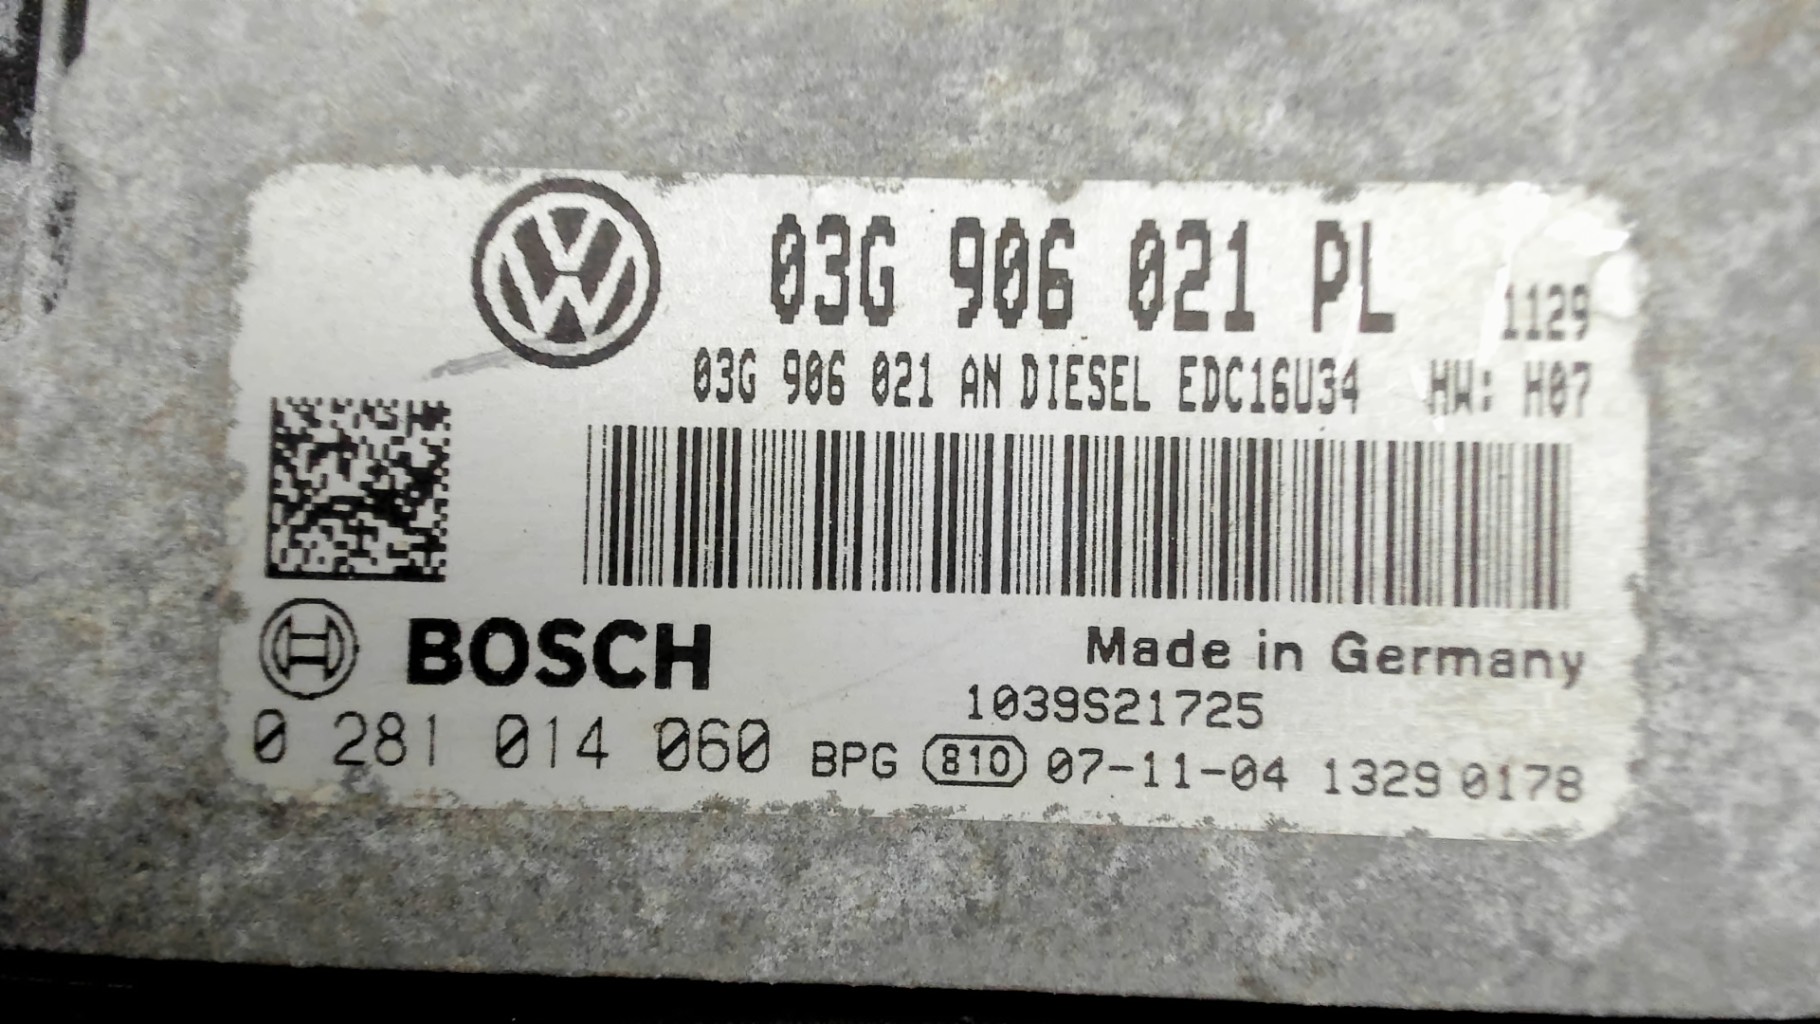 03G 906 021 PL 1129
03G 906 021 AN DIESEL EDC16U34 HW: H07
BOSCH
Made in Germany
1039S21725
0 281 014 060 BPG 810 07-11-04 1329 0178